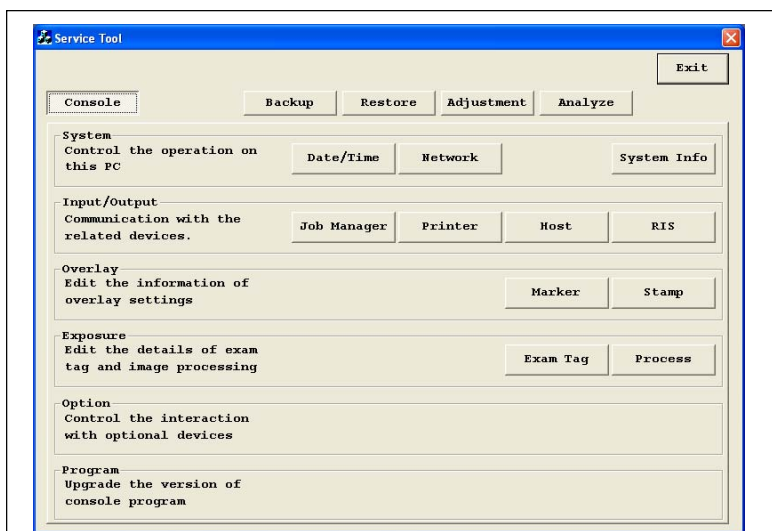 Service Tool
Exit
Console Backup Restore Adjustment Analyze
System
Control the operation on
this PC
Date/Time Network System Info
Input/Output
Communication with the
related devices.
Job Manager Printer Host RIS
Overlay
Edit the information of
overlay settings
Marker Stamp
Exposure
Edit the details of exam
tag and image processing
Exam Tag Process
Option
Control the interaction
with optional devices
Program
Upgrade the version of
console program